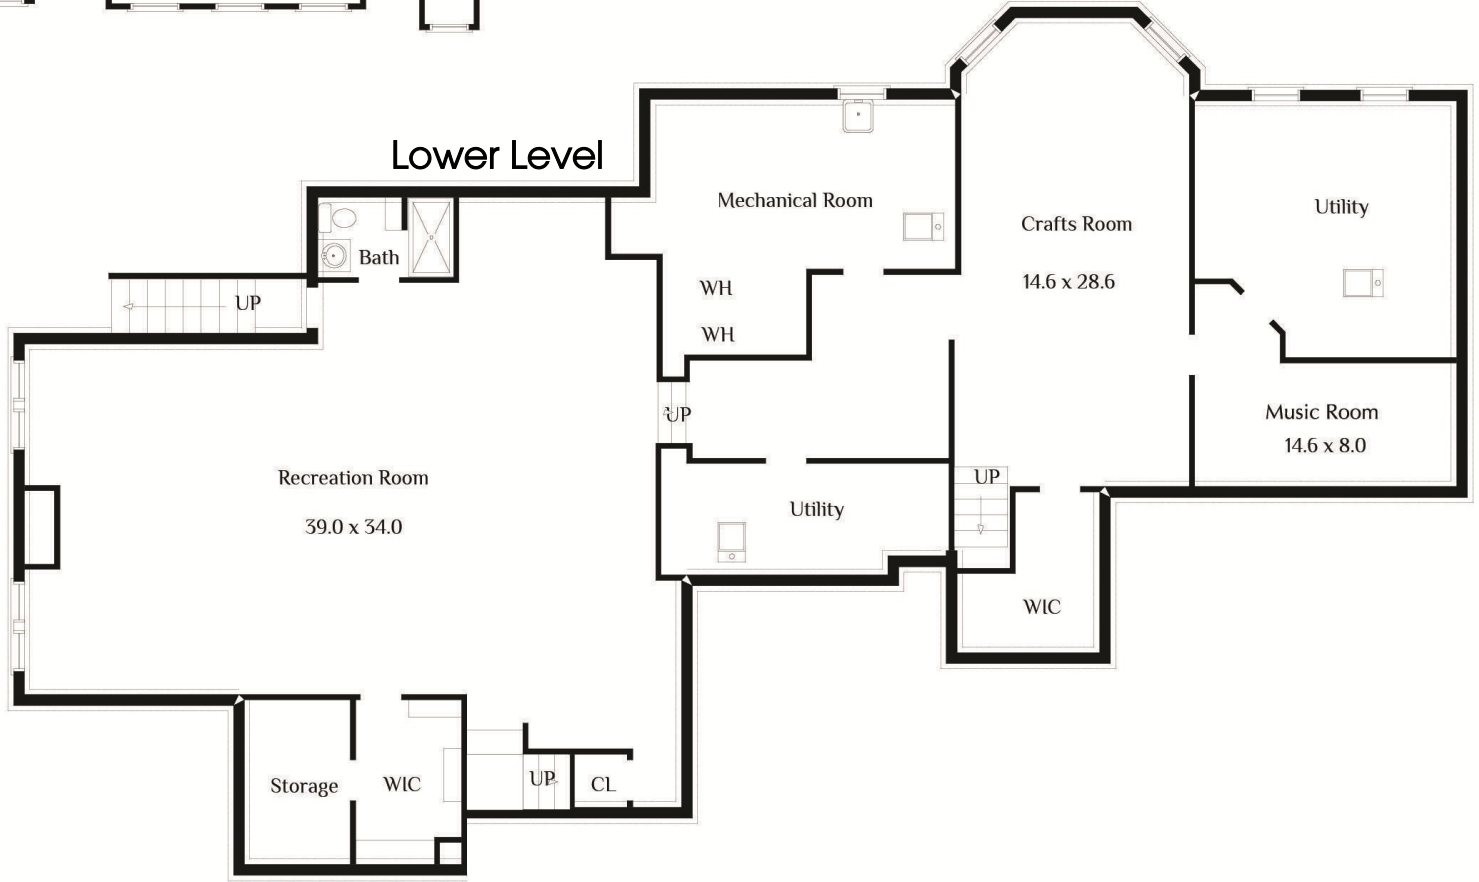 Lower Level
Mechanical Room
Crafts Room
14.6 x 28.6
Utility
Bath
UP
WH
WH
UP
Music Room
14.6 x 8.0
Recreation Room
39.0 x 34.0
UP
Utility
WIC
Storage
WIC
UP
CL